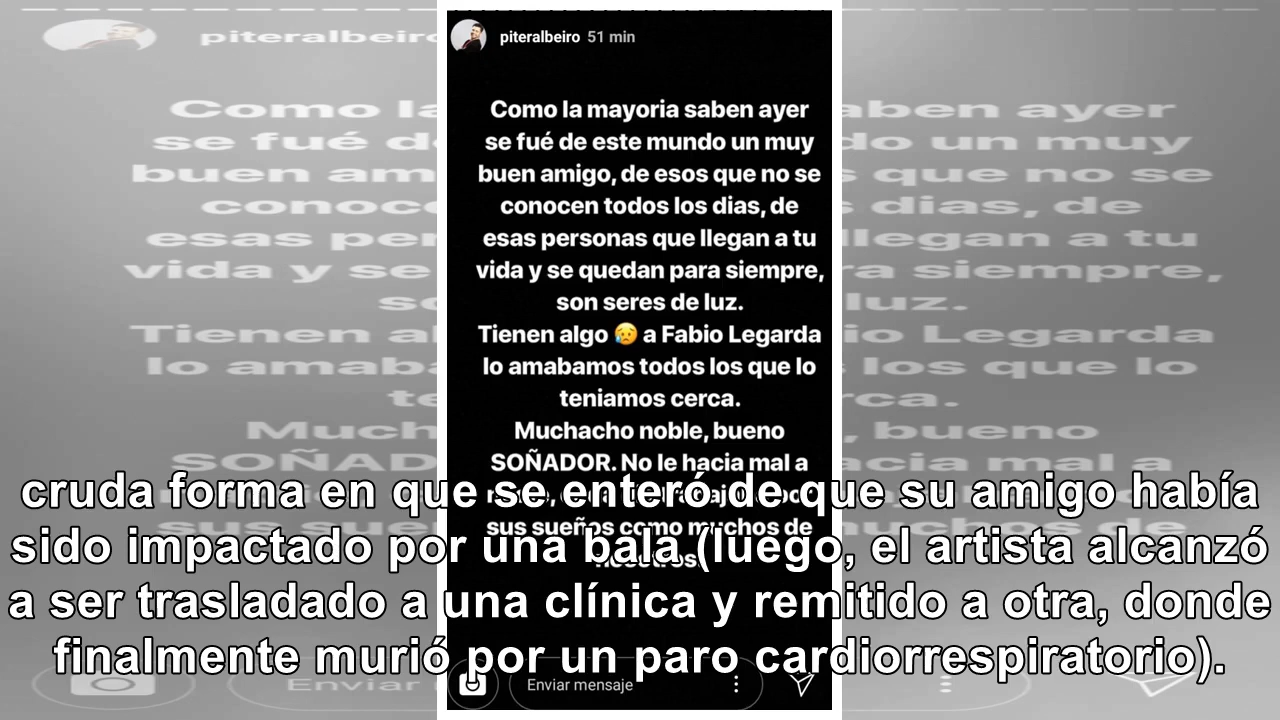 piteralbeiro 51 min
Como la mayoria saben ayer
se fué de este mundo un muy
buen amigo, de esos que no se
conocen todos los dias, de
esas personas que llegan a tu
vida y se quedan para siempre,
son seres de luz.
Tienen algo 😥 a Fabio Legarda
lo amabamos todos los que lo
teniamos cerca.
Muchacho noble, bueno
SOÑADOR. No le hacia mal a
sus sueños como muchos de
nosotros.
cruda forma en que se enteró de que su amigo había
sido impactado por una bala (luego, el artista alcanzó
a ser trasladado a una clínica y remitido a otra, donde
finalmente murió por un paro cardiorrespiratorio).
Enviar mensaje